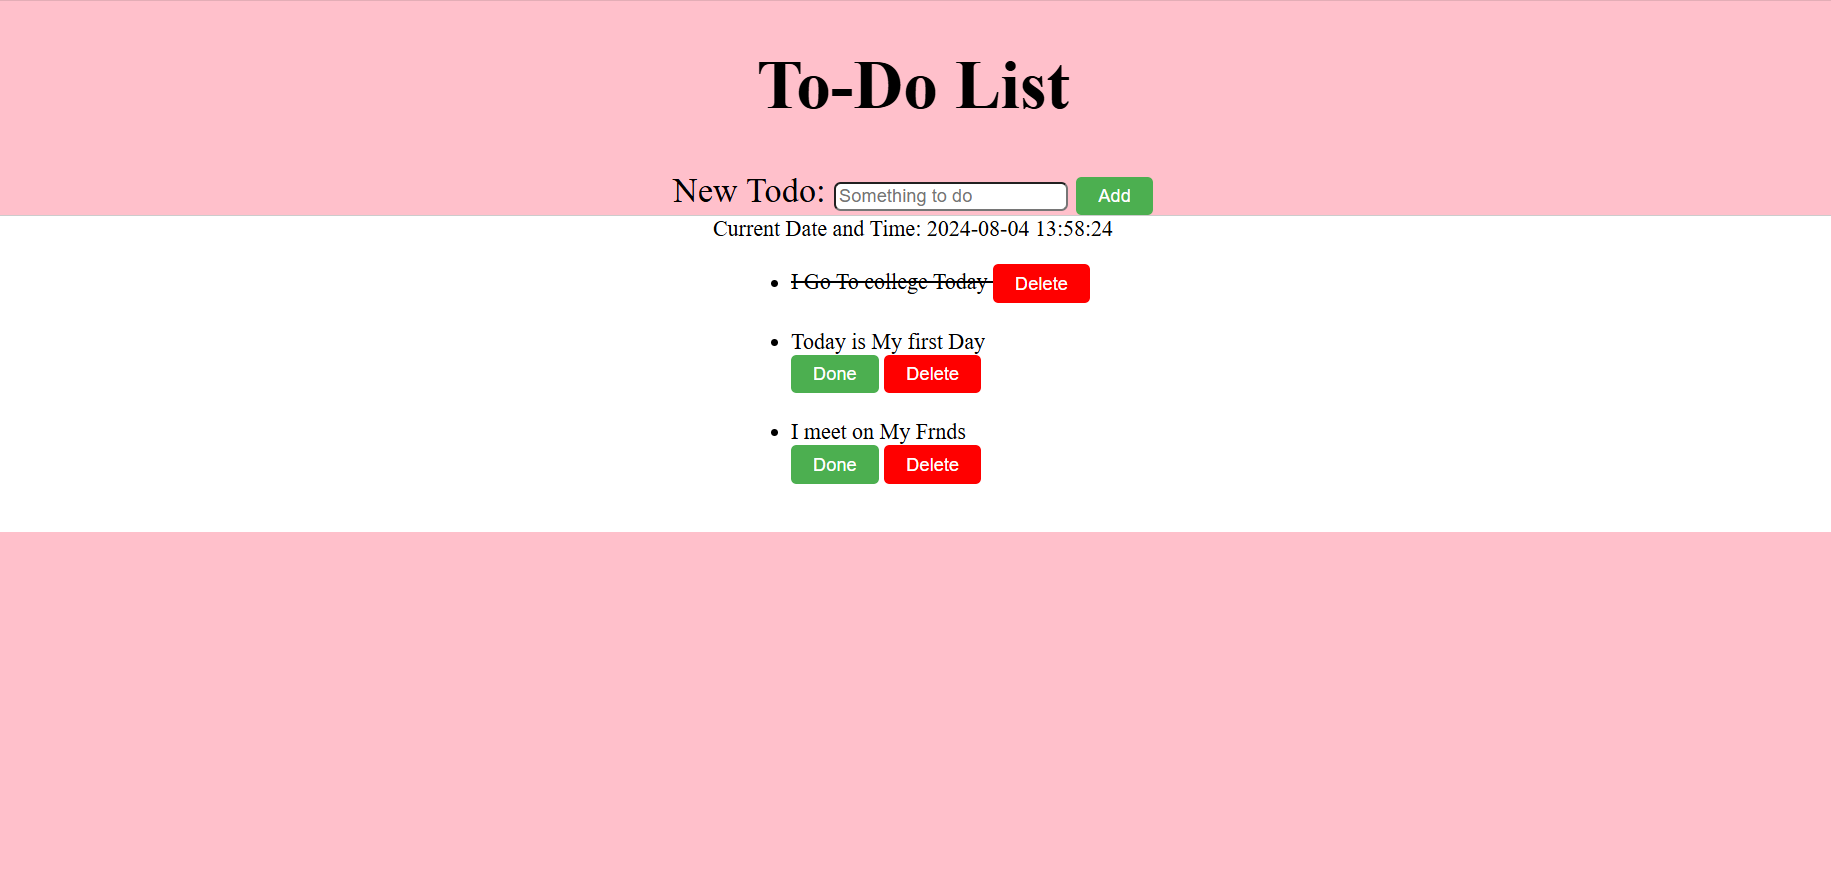 To-Do List
New Todo: Something to do Add
Current Date and Time: 2024-08-04 13:58:24
I Go To college Today Delete
Today is My first Day
Done Delete
I meet on My Frnds
Done Delete